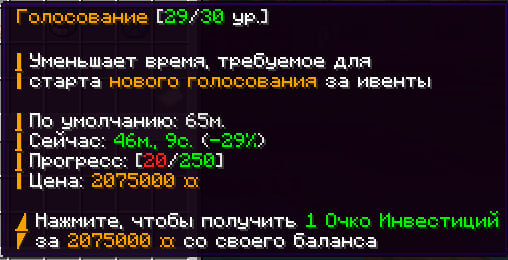 Голосование [29/30 ур.]
Уменьшает время, требуемое для
старта нового голосования за ивенты
По умолчанию: 65м.
Сейчас: 46м., 9с. (-29%)
Прогресс: [20/250]
Цена: 2075000 ¤
Нажмите, чтобы получить 1 Очко Инвестиций
за 2075000 ¤ со своего баланса